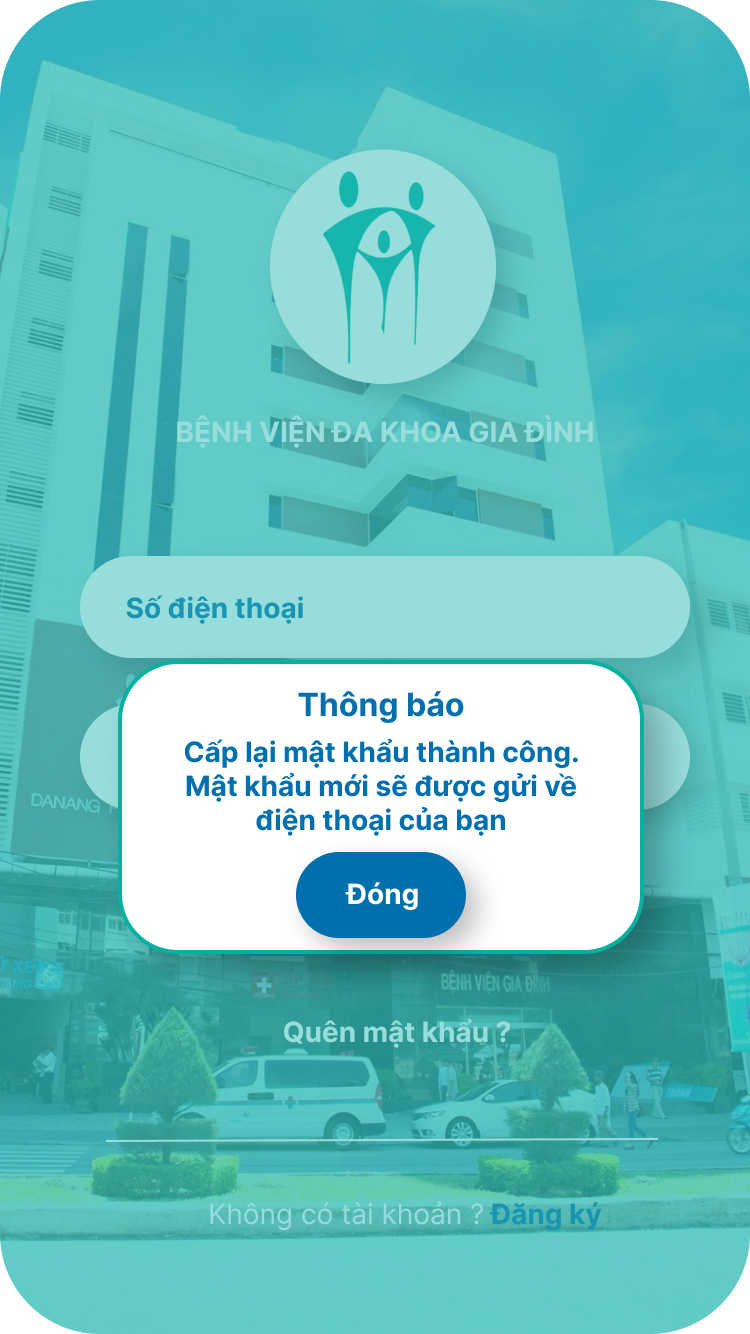 BỆNH VIỆN ĐA KHOA GIA ĐÌNH
Số điện thoại
Thông báo
Cấp lại mật khẩu thành công.
Mật khẩu mới sẽ được gửi về
điện thoại của bạn
DANANG
Đóng
BỆNH VIỆN GIA ĐÌNH
Quên mật khẩu ?
Không có tài khoản ? Đăng ký